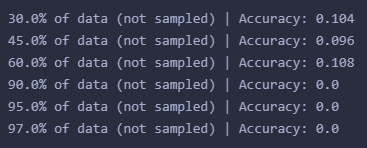 30.0% of data (not sampled) | Accuracy: 0.104
45.0% of data (not sampled) | Accuracy: 0.096
60.0% of data (not sampled) | Accuracy: 0.108
90.0% of data (not sampled) | Accuracy: 0.0
95.0% of data (not sampled) | Accuracy: 0.0
97.0% of data (not sampled) | Accuracy: 0.0